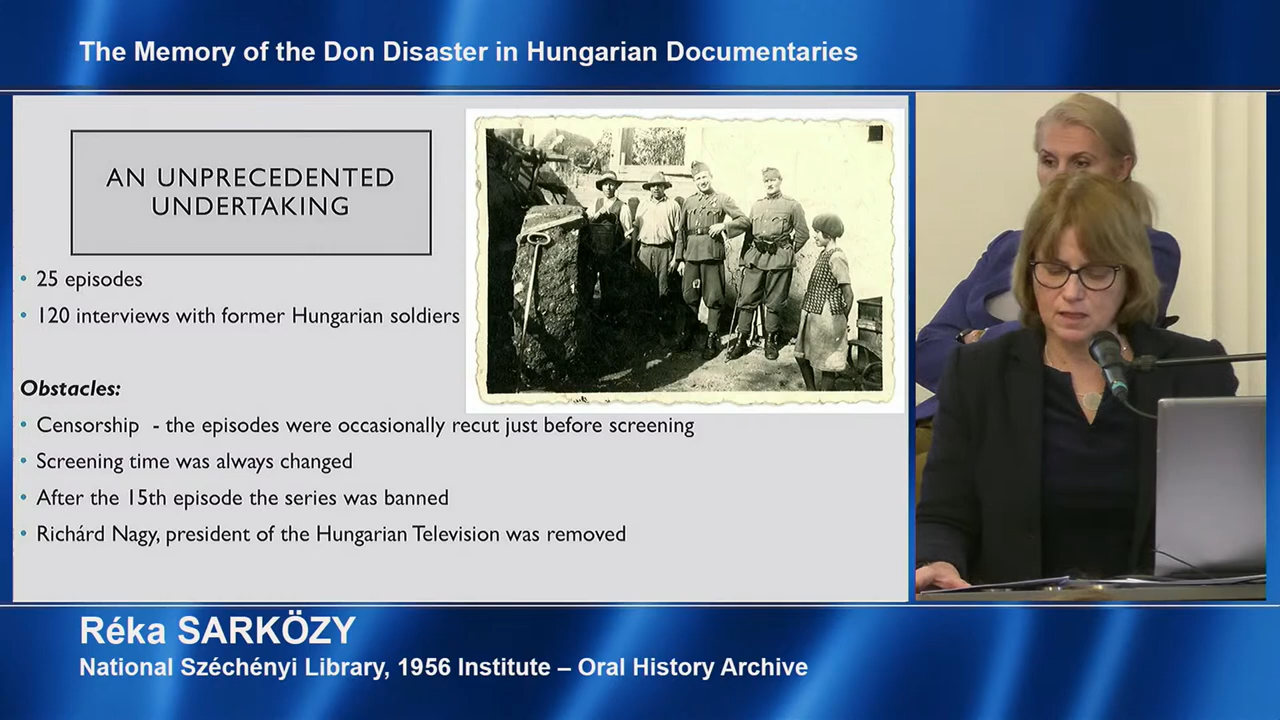 The Memory of the Don Disaster in Hungarian Documentaries
AN UNPRECEDENTED
UNDERTAKING
• 25 episodes
• 120 interviews with former Hungarian soldiers
Obstacles:
• Censorship - the episodes were occasionally recut just before screening
• Screening time was always changed
• After the 15th episode the series was banned
• Richárd Nagy, president of the Hungarian Television was removed
Réka SARKÖZY
National Széchényi Library, 1956 Institute – Oral History Archive